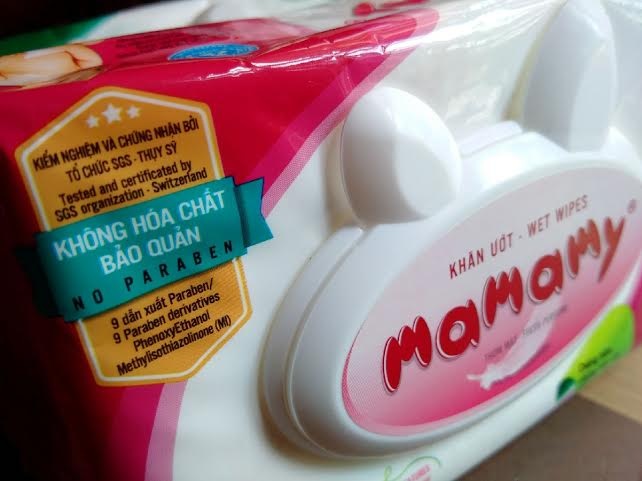 KIỂM NGHIỆM VÀ CHỨNG NHẬN BỞI
TỔ CHỨC SGS - THỤY SỸ
Tested and certificated by
SGS organization - Switzerland
KHÔNG HÓA CHẤT
BẢO QUẢN
NO PARABEN
9 dẫn xuất Paraben/
9 Paraben derivatives
PhenoxyEthanol
Methylisothiazolinone (MI)
KHĂN ƯỚT - WET WIPES
MAMAMY®